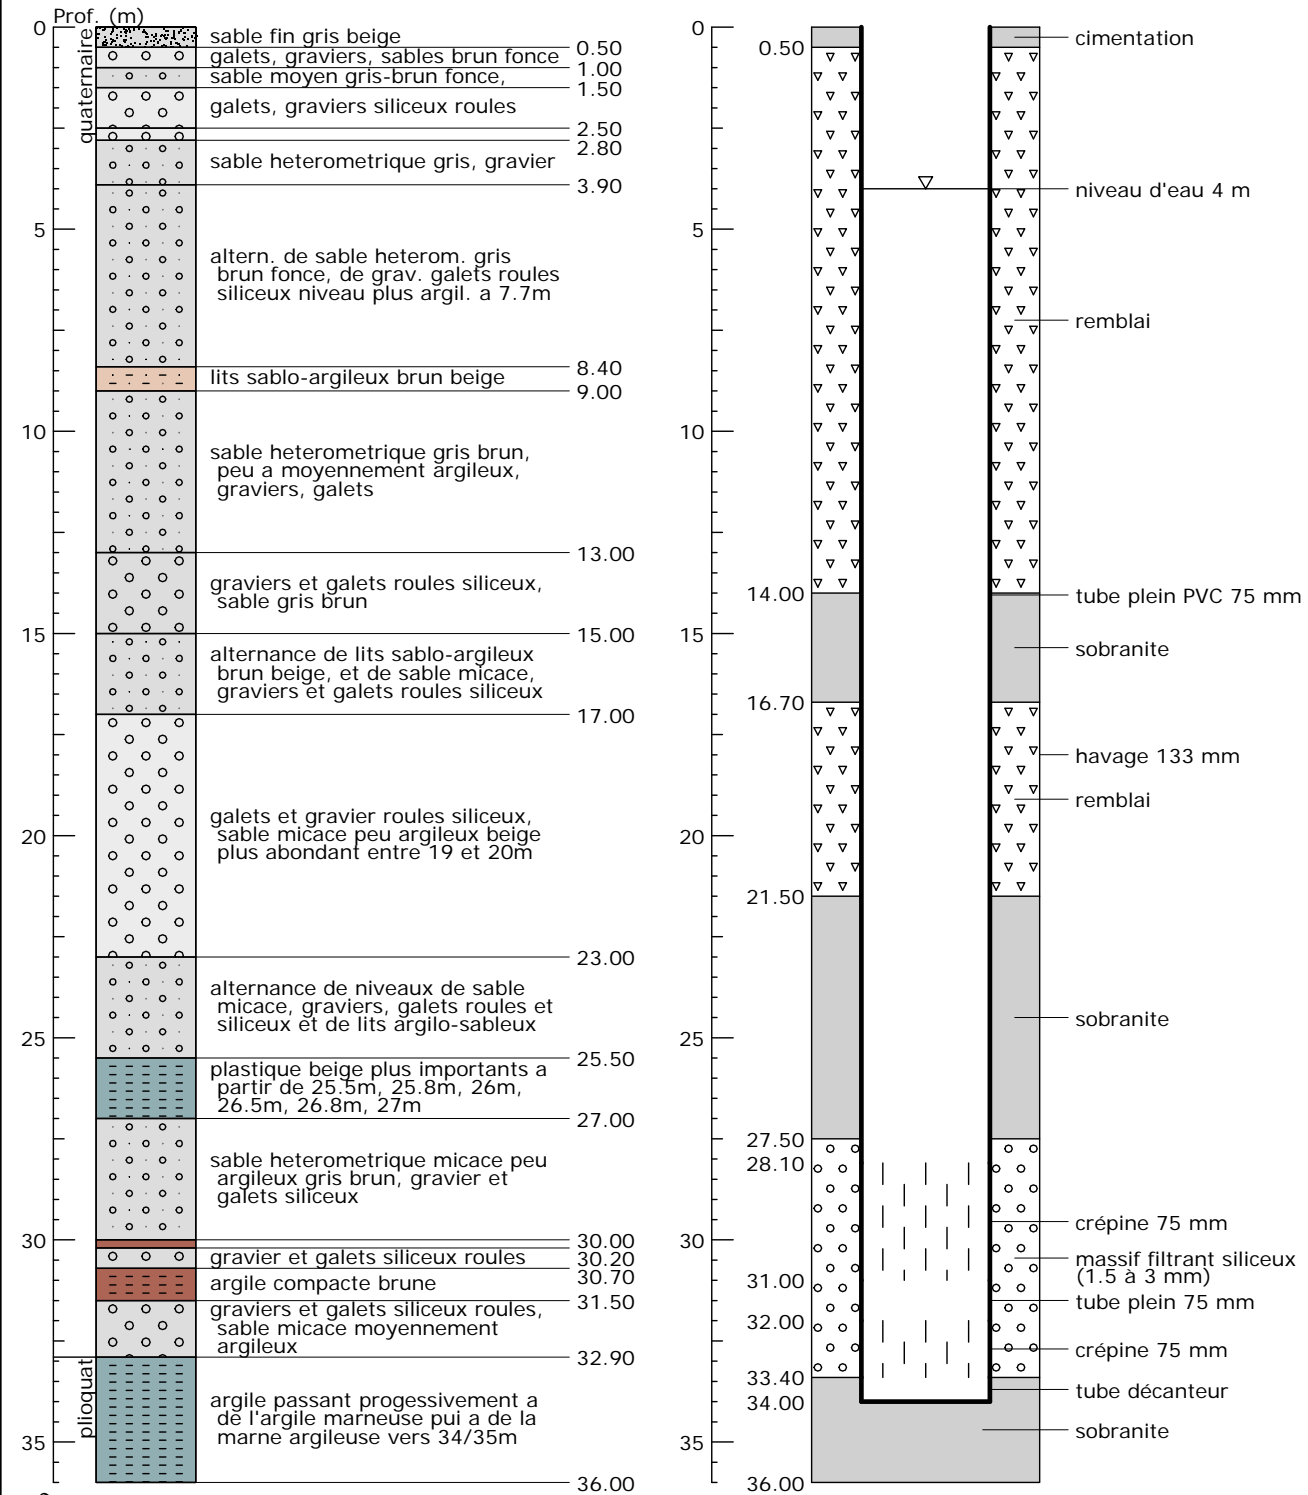 Prof. (m)
0
quaternaire
sable fin gris beige
0.50
galets, graviers, sables brun fonce
1.00
sable moyen gris-brun fonce,
1.50
galets, graviers siliceux roules
2.50
2.80
sable heterometrique gris, gravier
3.90
5
altern. de sable heterom. gris
brun fonce, de grav. galets roules
siliceux niveau plus argil. a 7.7m
8.40
lits sablo-argileux brun beige
9.00
10
sable heterometrique gris brun,
peu a moyennement argileux,
graviers, galets
13.00
graviers et galets roules siliceux,
sable gris brun
15
15.00
alternance de lits sablo-argileux
brun beige, et de sable micace,
graviers et galets roules siliceux
17.00
20
galets et gravier roules siliceux,
sable micace peu argileux beige
plus abondant entre 19 et 20m
23.00
alternance de niveaux de sable
micace, graviers, galets roules et
siliceux et de lits argilo-sableux
25
25.50
plastique beige plus importants a
partir de 25.5m, 25.8m, 26m,
26.5m, 26.8m, 27m
27.00
sable heterometrique micace peu
argileux gris brun, gravier et
galets siliceux
30
30.00
gravier et galets siliceux roules
30.20
30.70
argile compacte brune
31.50
graviers et galets siliceux roules,
sable micace moyennement
argileux
32.90
plioquat
argile passant progessivement a
de l'argile marneuse pui a de la
marne argileuse vers 34/35m
35
36.00
0
cimentation
0.50
niveau d'eau 4 m
5
remblai
10
14.00
tube plein PVC 75 mm
15
sobranite
16.70
havage 133 mm
remblai
20
21.50
sobranite
25
27.50
28.10
crépine 75 mm
30
massif filtrant siliceux
(1.5 à 3 mm)
31.00
tube plein 75 mm
32.00
crépine 75 mm
33.40
tube décanteur
34.00
sobranite
35
36.00